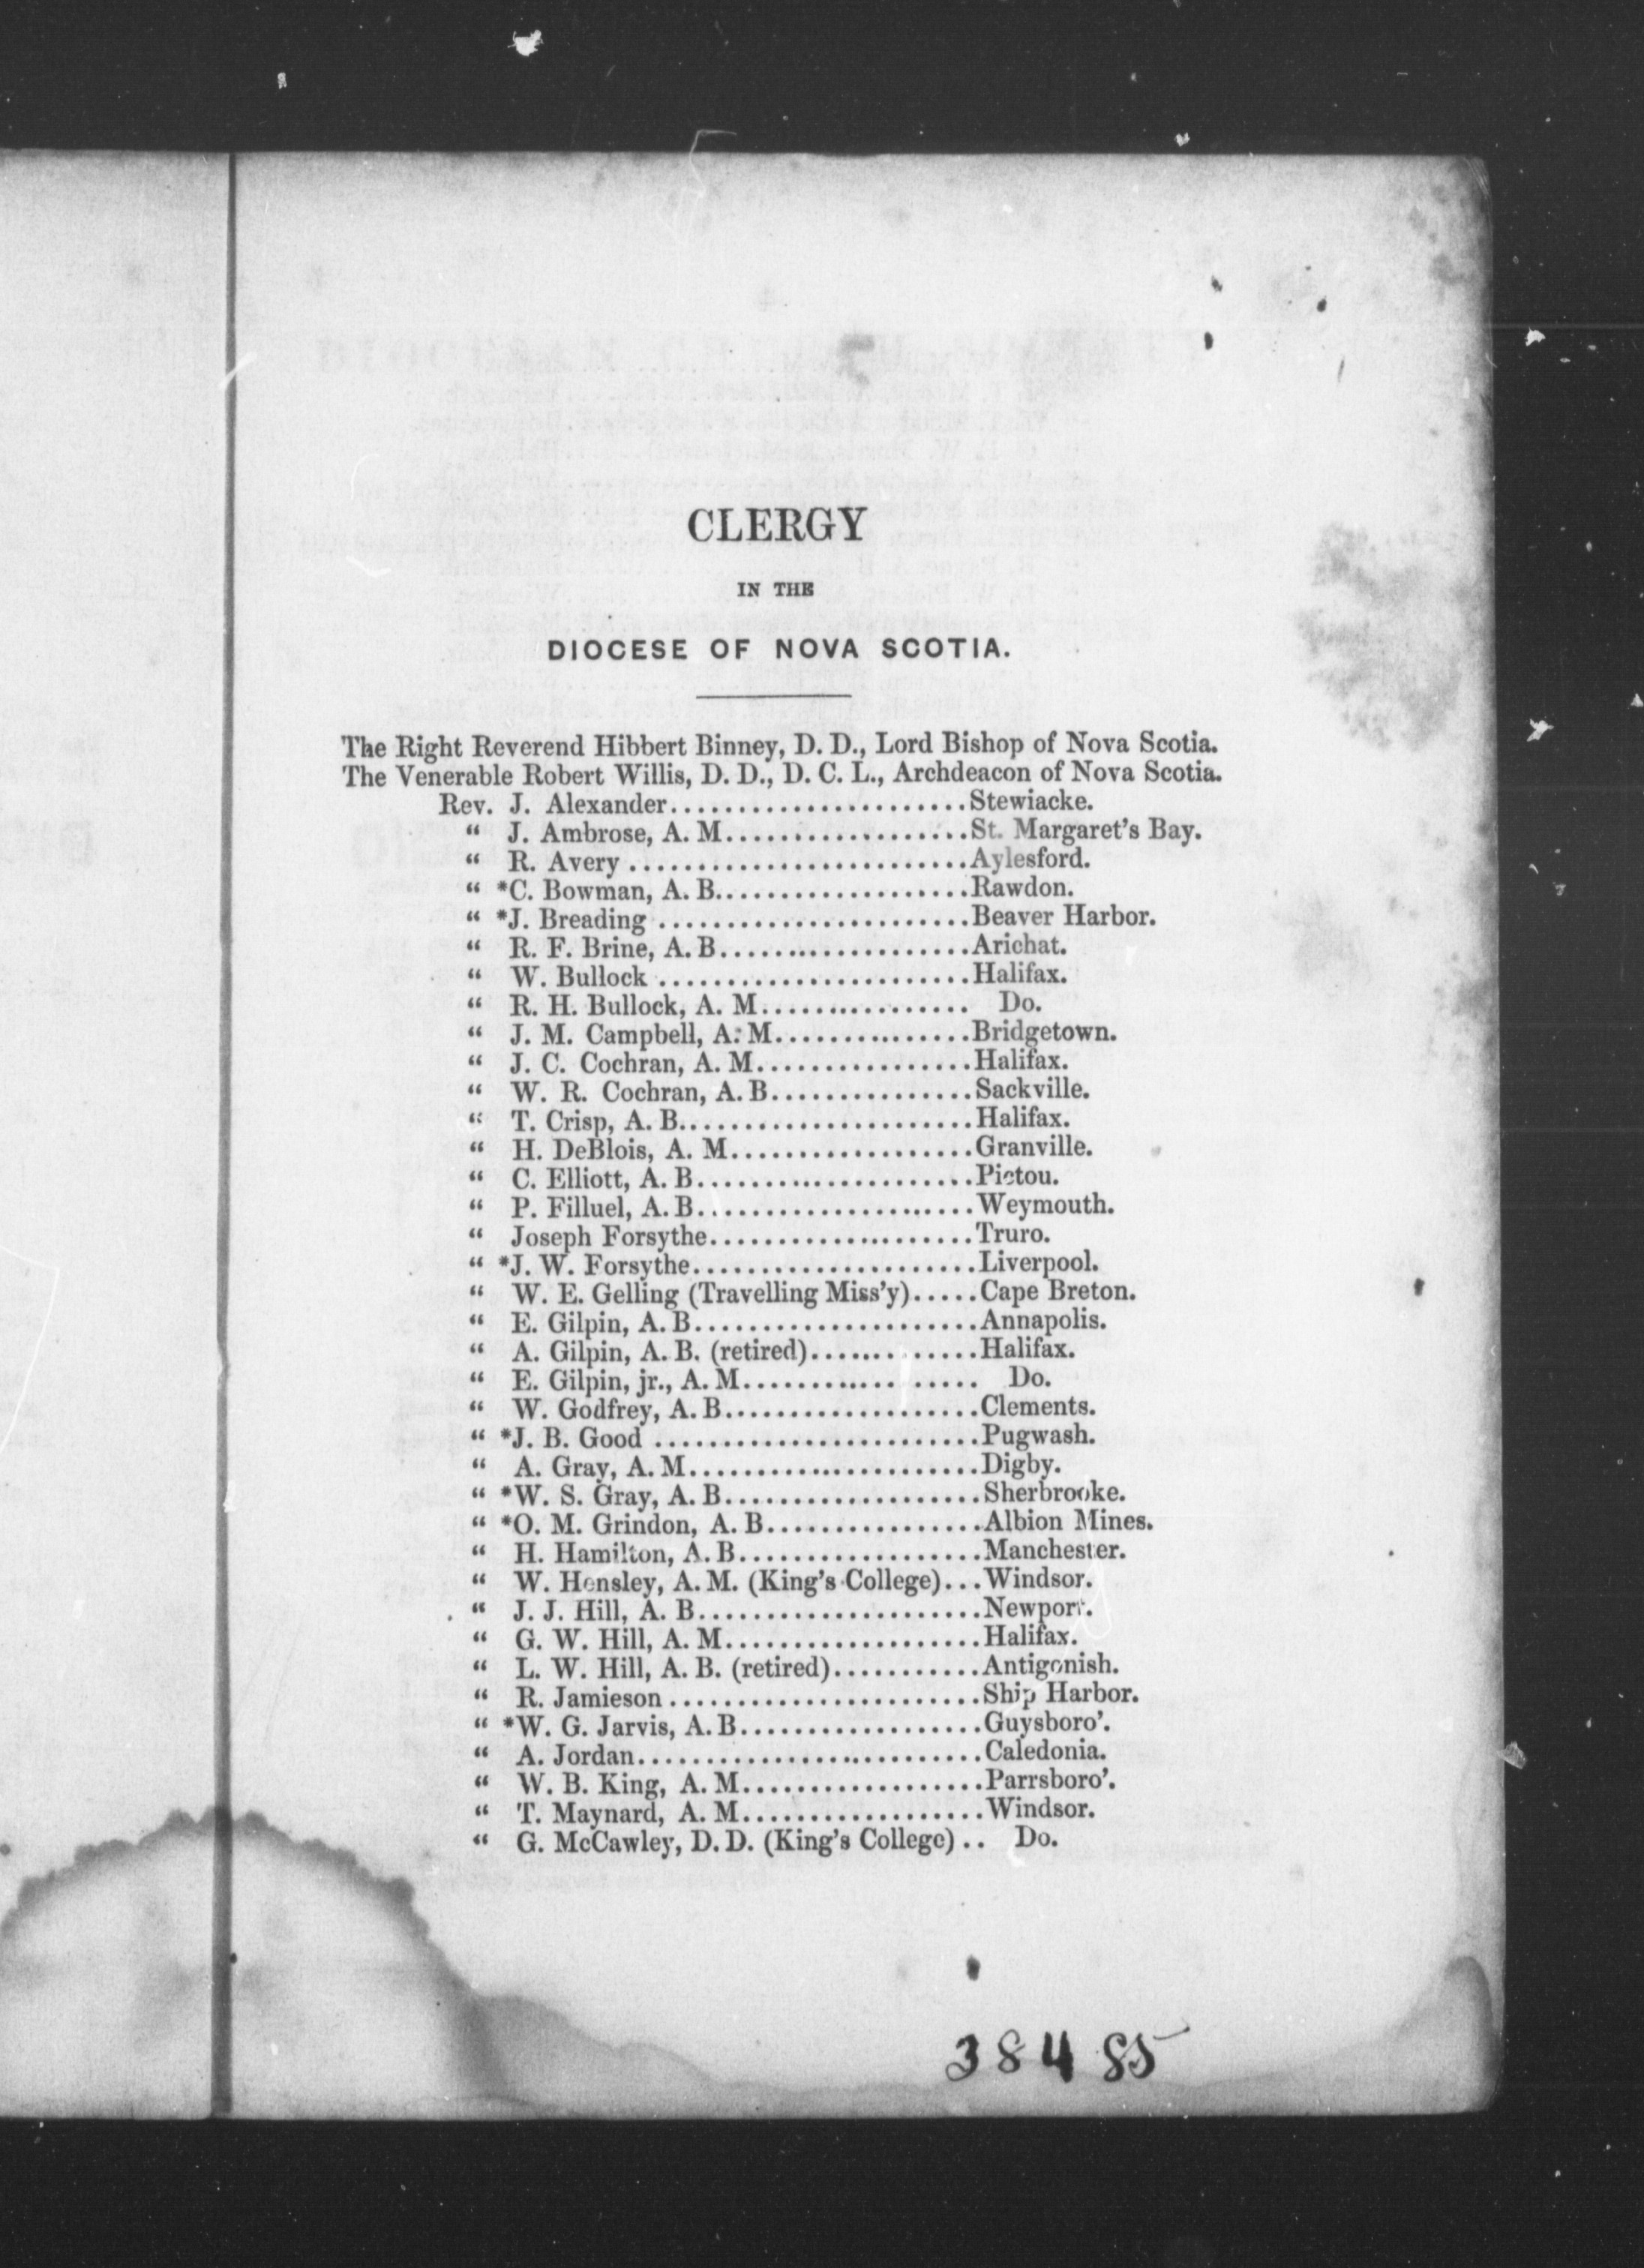 CLERGY
IN THE
DIOCESE OF NOVA SCOTIA.
The Right Reverend Hibbert Binney, D. D., Lord Bishop of Nova Scotia.
The Venerable Robert Willis, D. D., D. C. L., Archdeacon of Nova Scotia.
Rev. J. Alexander......................Stewiacke.
“ J. Ambrose, A. M..................St. Margaret's Bay.
“ R. Avery .........................Aylesford.
“ *C. Bowman, A. B...................Rawdon.
“ *J. Breading .......................Beaver Harbor.
“ R. F. Brine, A. B...................Arichat.
“ W. Bullock .......................Halifax.
“ R. H. Bullock, A. M................ Do.
“ J. M. Campbell, A. M...............Bridgetown.
“ J. C. Cochran, A. M................Halifax.
“ W. R. Cochran, A. B...............Sackville.
“ T. Crisp, A. B......................Halifax.
“ H. DeBlois, A. M..................Granville.
“ C. Elliott, A. B.....................Pictou.
“ P. Filluel, A. B.....................Weymouth.
“ Joseph Forsythe....................Truro.
“ *J. W. Forsythe.....................Liverpool.
“ W. E. Gelling (Travelling Miss'y).....Cape Breton.
“ E. Gilpin, A. B.....................Annapolis.
“ A. Gilpin, A. B. (retired).............Halifax.
“ E. Gilpin, jr., A. M.................. Do.
“ W. Godfrey, A. B...................Clements.
“ *J. B. Good ........................Pugwash.
“ A. Gray, A. M......................Digby.
“ *W. S. Gray, A. B...................Sherbrooke.
“ *O. M. Grindon, A. B................Albion Mines.
“ H. Hamilton, A. B..................Manchester.
“ W. Hensley, A. M. (King's College)...Windsor.
“ J. J. Hill, A. B.....................Newport.
“ G. W. Hill, A. M...................Halifax.
“ L. W. Hill, A. B. (retired)...........Antigonish.
“ R. Jamieson .......................Ship Harbor.
“ *W. G. Jarvis, A. B..................Guysboro'.
“ A. Jordan..........................Caledonia.
“ W. B. King, A. M..................Parrsboro'.
“ T. Maynard, A. M..................Windsor.
“ G. McCawley, D. D. (King's College) .. Do.
38485